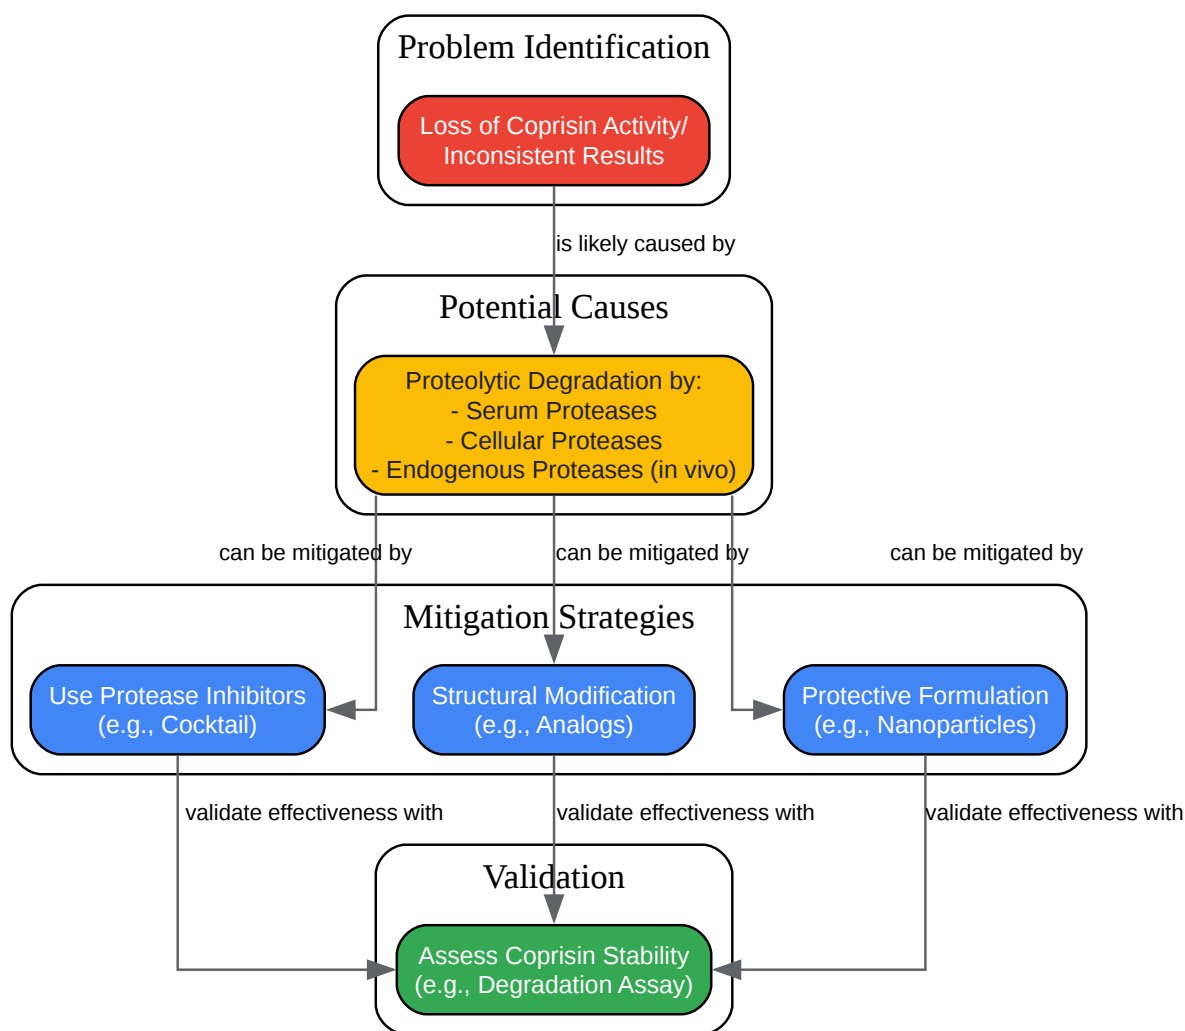 Problem Identification
Loss of Coprisin Activity/
Inconsistent Results
is likely caused by
Potential Causes
Proteolytic Degradation by:
- Serum Proteases
- Cellular Proteases
- Endogenous Proteases (in vivo)
can be mitigated by
can be mitigated by
can be mitigated by
Mitigation Strategies
Use Protease Inhibitors
(e.g., Cocktail)
Structural Modification
(e.g., Analogs)
Protective Formulation
(e.g., Nanoparticles)
validate effectiveness with
validate effectiveness with
validate effectiveness with
Validation
Assess Coprisin Stability
(e.g., Degradation Assay)